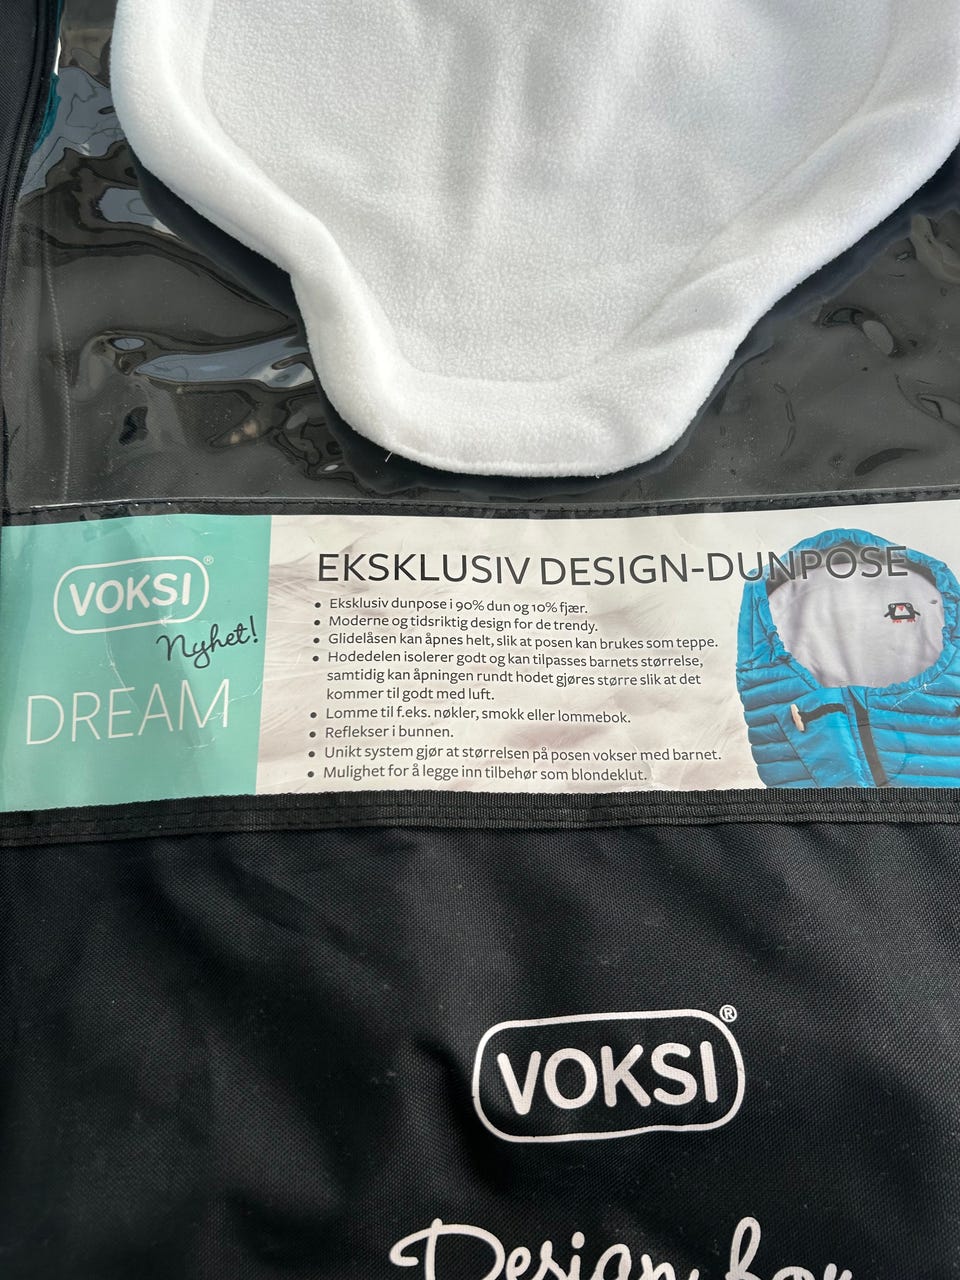 VOKSI®
Nyhet!
DREAM
EKSKLUSIV DESIGN-DUNPOSE
• Eksklusiv dunpose i 90% dun og 10% fjær.
• Moderne og tidsriktig design for de trendy.
• Glidelåsen kan åpnes helt, slik at posen kan brukes som teppe.
• Hodedelen isolerer godt og kan tilpasses barnets størrelse,
samtidig kan åpningen rundt hodet gjøres større slik at det
kommer til godt med luft.
• Lomme til f.eks. nøkler, smokk eller lommebok.
• Reflekser i bunnen.
• Unikt system gjør at størrelsen på posen vokser med barnet.
• Mulighet for å legge inn tilbehør som blondeklut.
VOKSI®
Design for